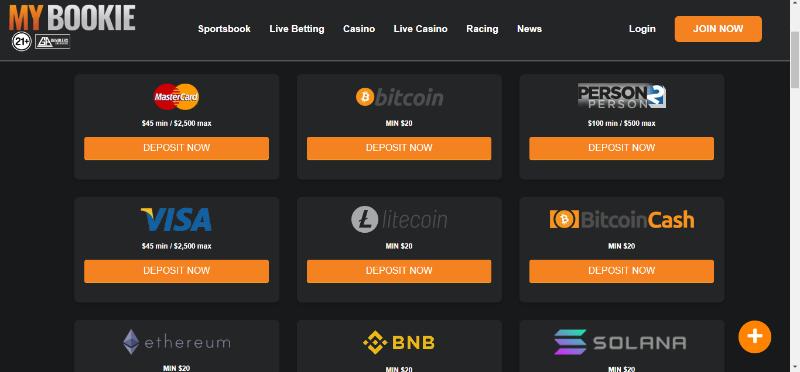 MY BOOKIE
21+
Sportsbook
Live Betting
Casino
Live Casino
Racing
News
Login
JOIN NOW
MasterCard
$45 min / $2,500 max
DEPOSIT NOW
bitcoin
MIN $20
DEPOSIT NOW
PERSON 2
PERSON
$100 min / $500 max
DEPOSIT NOW
VISA
$45 min / $2,500 max
DEPOSIT NOW
litecoin
MIN $20
DEPOSIT NOW
BitcoinCash
MIN $20
DEPOSIT NOW
ethereum
MIN $20
BNB
MIN $20
SOLANA
MIN $20